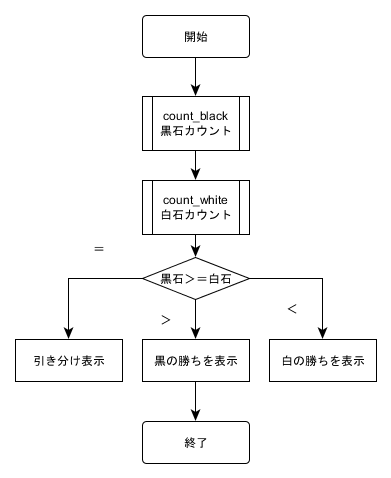 開始
count_black
黒石カウント
count_white
白石カウント
＝
黒石＞＝白石
＞
＜
引き分け表示
黒の勝ちを表示
白の勝ちを表示
終了